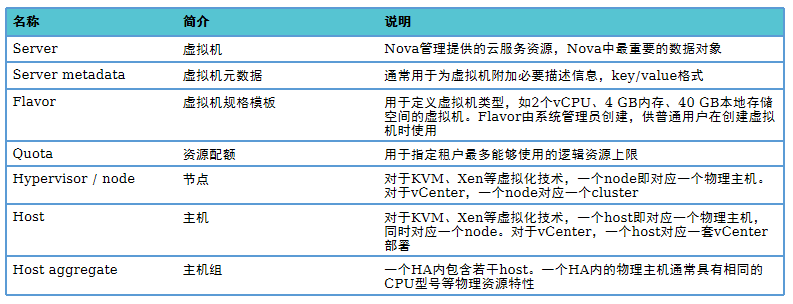 名称 简介 说明
Server 虚拟机 Nova管理提供的云服务资源，Nova中最重要的数据对象
Server metadata 虚拟机元数据 通常用于为虚拟机附加必要描述信息，key/value格式
Flavor 虚拟机规格模板 用于定义虚拟机类型，如2个vCPU、4 GB内存、40 GB本地存储
空间的虚拟机。Flavor由系统管理员创建，供普通用户在创建虚拟
机时使用
Quota 资源配额 用于指定租户最多能够使用的逻辑资源上限
Hypervisor / node 节点 对于KVM、Xen等虚拟化技术，一个node即对应一个物理主机。
对于vCenter，一个node对应一个cluster
Host 主机 对于KVM、Xen等虚拟化技术，一个host即对应一个物理主机，
同时对应一个node。对于vCenter，一个host对应一套vCenter
部署
Host aggregate 主机组 一个HA内包含若干host。一个HA内的物理主机通常具有相同的
CPU型号等物理资源特性